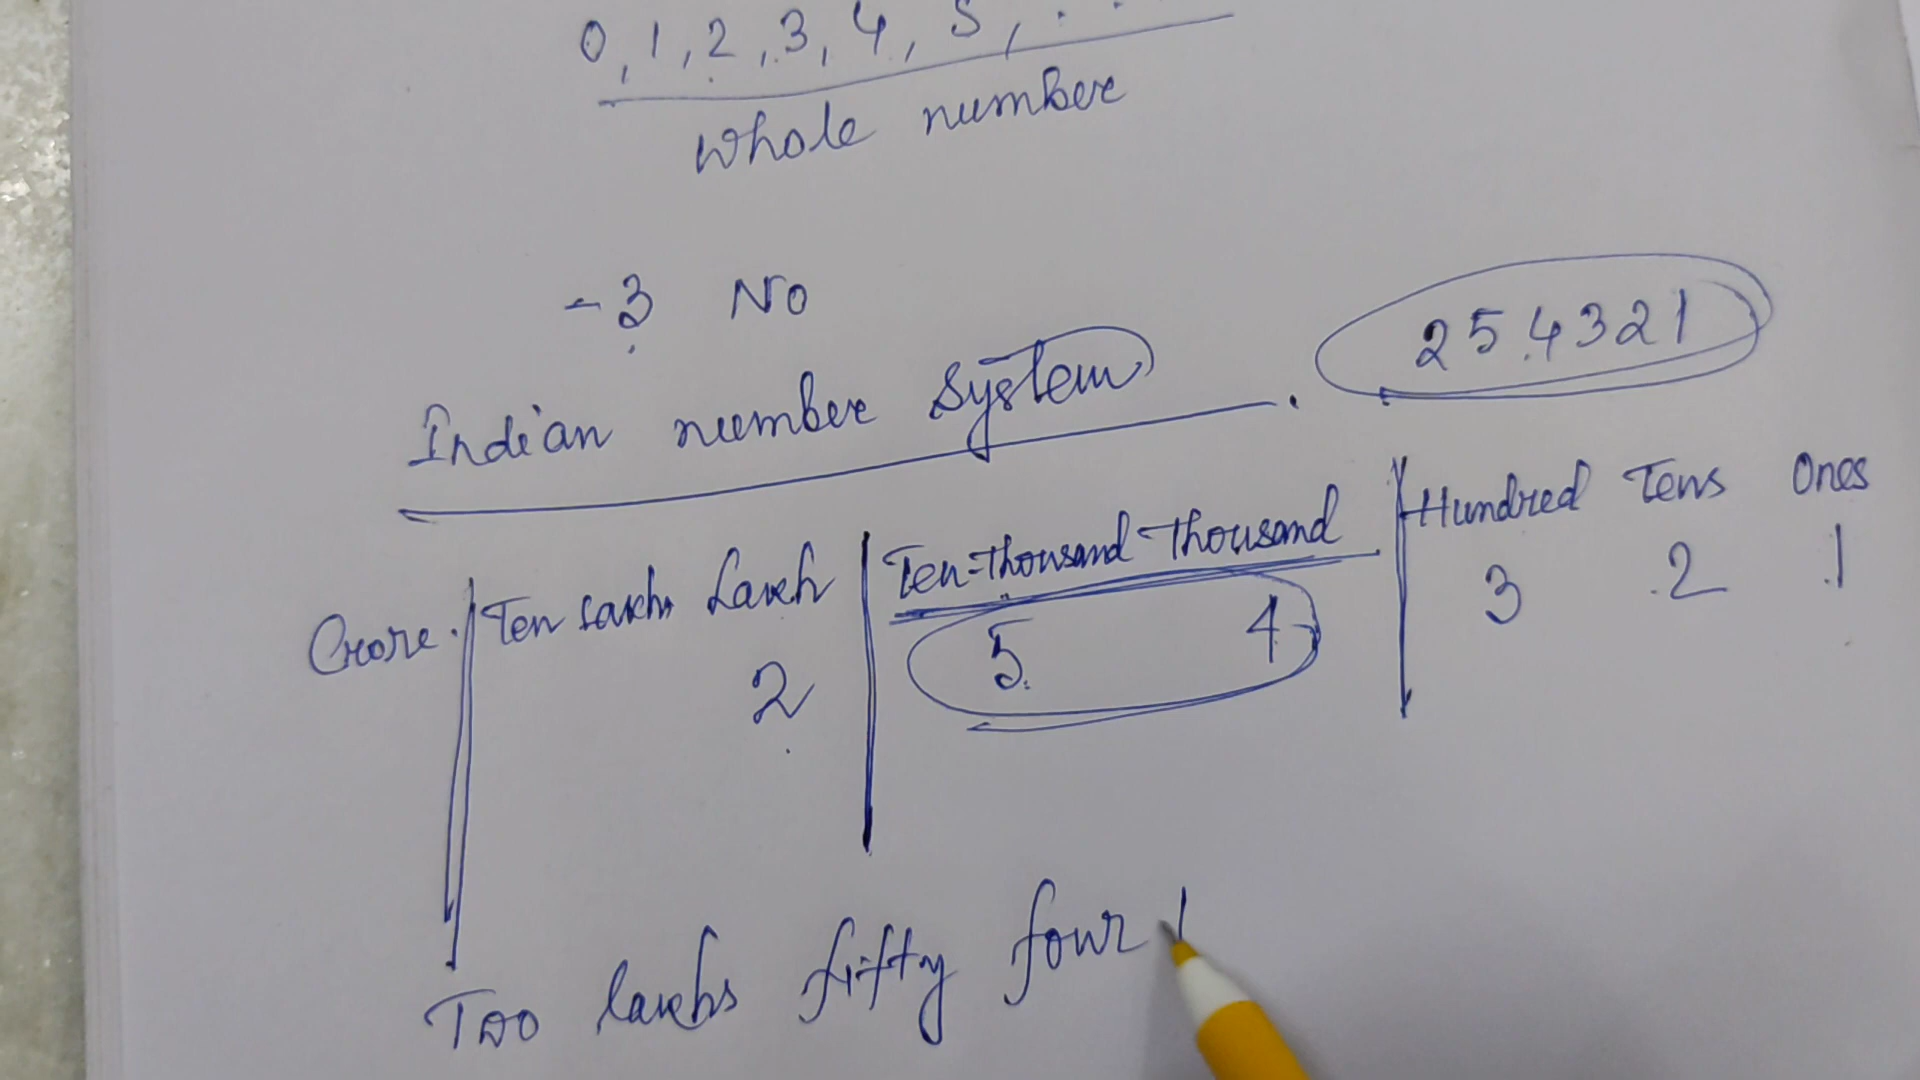 0, 1, 2, 3, 4, 5, . .
whole number
-3 No
254321
Indian number system.
Crore Ten lakhs Lakh Ten-thousand Thousand Hundred Tens Ones
2 5 4 3 2 1
Two lakhs fifty four